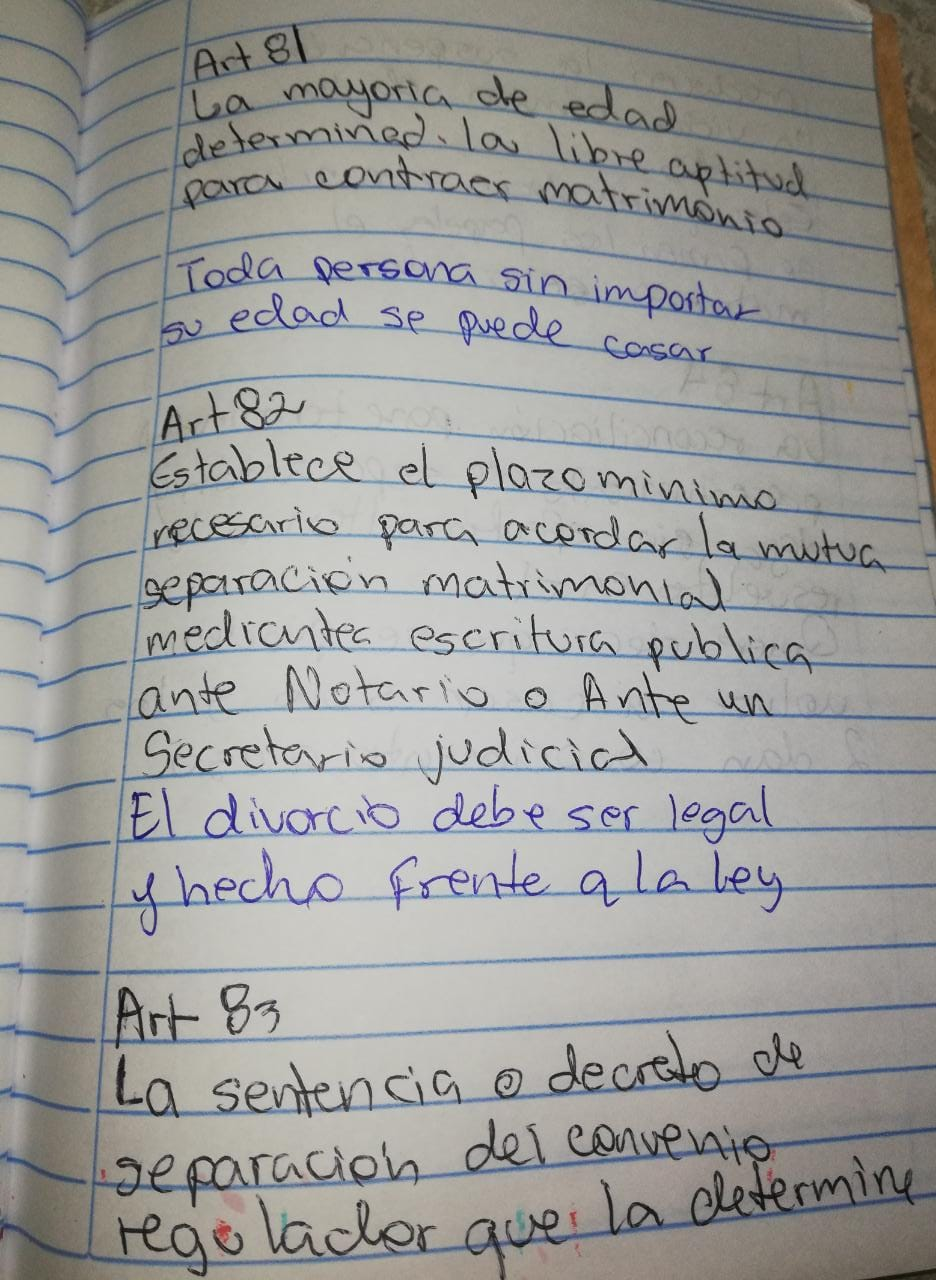 Art 81
La mayoria de edad
determined. la libre aptitud
para contraer matrimonio
Toda persona sin importar
su edad se puede casar
Art 82
Establece el plazo minimo
necesario para acordar la mutua
separación matrimonial
mediantes escritura publica
ante Notario o Ante un
Secretario judicial
El divorcio debe ser legal
y hecho frente a la ley
Art 83
La sentencia o decreto de
separacion del convenio
regulador que la determine